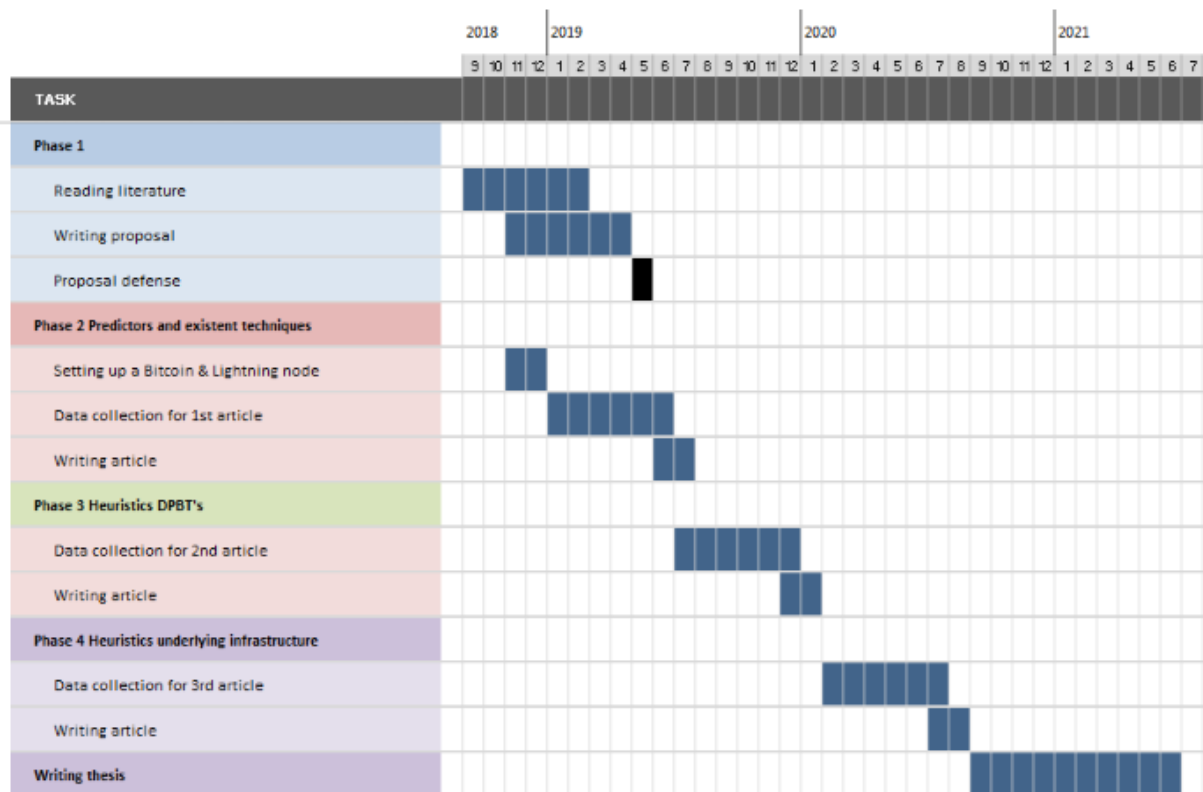 2018 2019 2020 2021
9 10 11 12 1 2 3 4 5 6 7 8 9 10 11 12 1 2 3 4 5 6 7 8 9 10 11 12 1 2 3 4 5 6 7
TASK
Phase 1
Reading literature
Writing proposal
Proposal defense
Phase 2 Predictors and existent techniques
Setting up a Bitcoin & Lightning node
Data collection for 1st article
Writing article
Phase 3 Heuristics DPBT's
Data collection for 2nd article
Writing article
Phase 4 Heuristics underlying infrastructure
Data collection for 3rd article
Writing article
Writing thesis